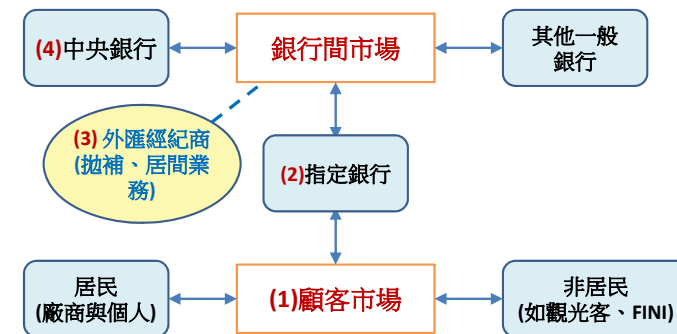 (4)中央銀行
銀行間市場
其他一般
銀行
(3) 外匯經紀商
(拋補、居間業
務)
(2)指定銀行
居民
(廠商與個人)
(1)顧客市場
非居民
(如觀光客、FINI)